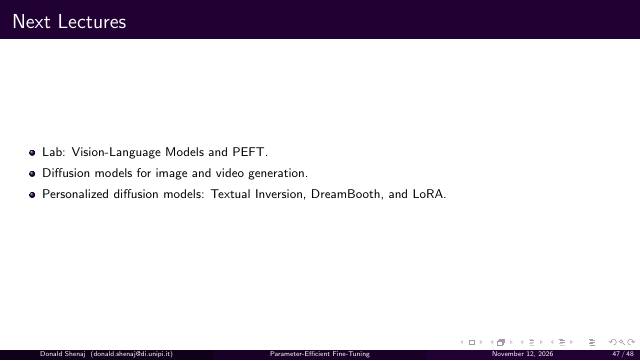 Next Lectures
Lab: Vision-Language Models and PEFT.
Diffusion models for image and video generation.
Personalized diffusion models: Textual Inversion, DreamBooth, and LoRA.
Donald Shenaj (donald.shenaj@di.unipi.it) Parameter-Efficient Fine-Tuning November 12, 2026 47 / 48